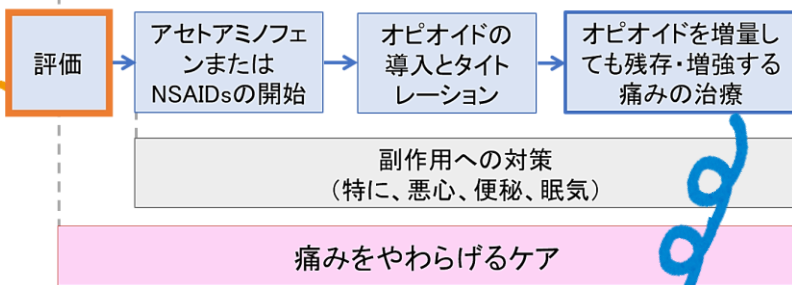 評価
アセトアミノフェ
ンまたは
NSAIDsの開始
オピオイドの
導入とタイト
レーション
オピオイドを増量し
ても残存・増強する
痛みの治療
副作用への対策
（特に、悪心、便秘、眠気）
痛みをやわらげるケア